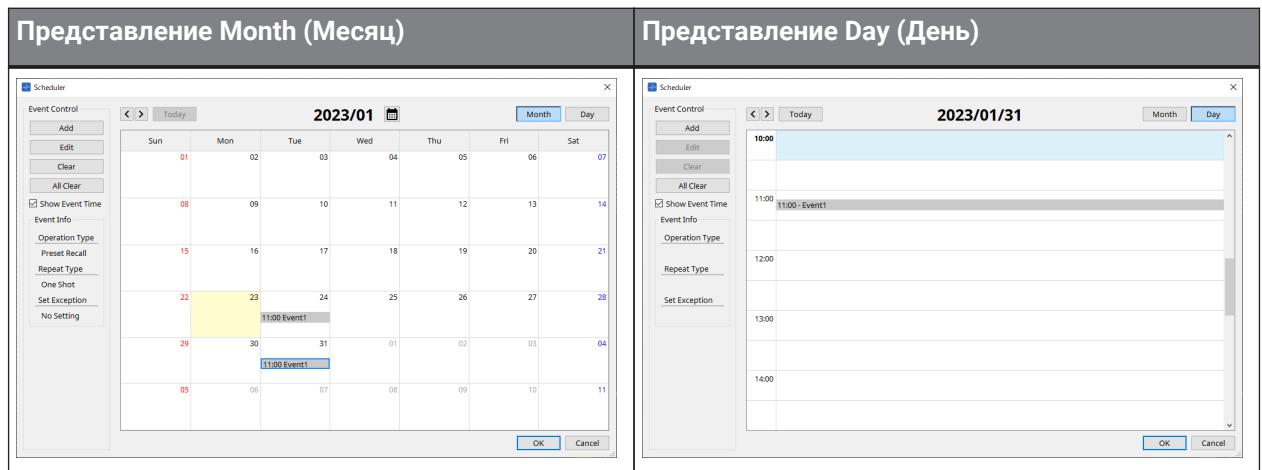 Представление Month (Месяц)
Представление Day (День)
Scheduler
Event Control
Add
Edit
Clear
All Clear
Show Event Time
Event Info
Operation Type
Preset Recall
Repeat Type
One Shot
Set Exception
No Setting
< > Today 2023/01 Month Day
Sun Mon Tue Wed Thu Fri Sat
01 02 03 04 05 06 07
08 09 10 11 12 13 14
15 16 17 18 19 20 21
22 23 24 25 26 27 28
11:00 Event1
29 30 31 01 02 03 04
11:00 Event1
05 06 07 08 09 10 11
OK Cancel
Scheduler
Event Control
Add
Edit
Clear
All Clear
Show Event Time
Event Info
Operation Type
Repeat Type
Set Exception
< > Today 2023/01/31 Month Day
10:00
11:00
11:00 - Event1
12:00
13:00
14:00
OK Cancel